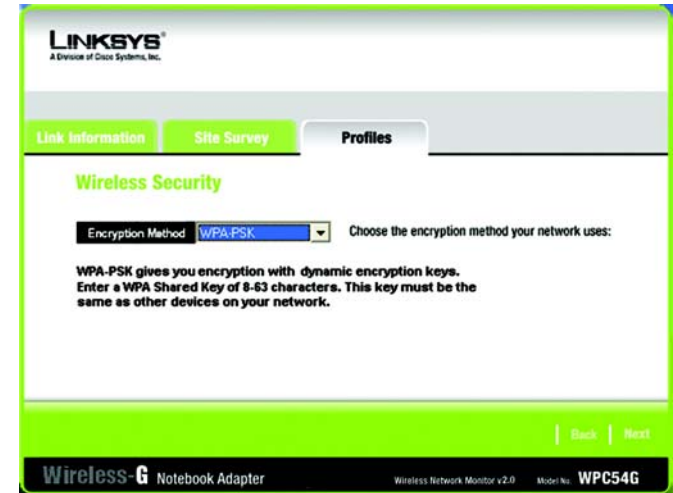 LINKSYS®
A Division of Cisco Systems, Inc.
Link Information Site Survey Profiles
Wireless Security
Encryption Method WPA-PSK Choose the encryption method your network uses:
WPA-PSK gives you encryption with dynamic encryption keys.
Enter a WPA Shared Key of 8-63 characters. This key must be the
same as other devices on your network.
Back Next
Wireless-G Notebook Adapter Wireless Network Monitor v2.0 Model No. WPC54G